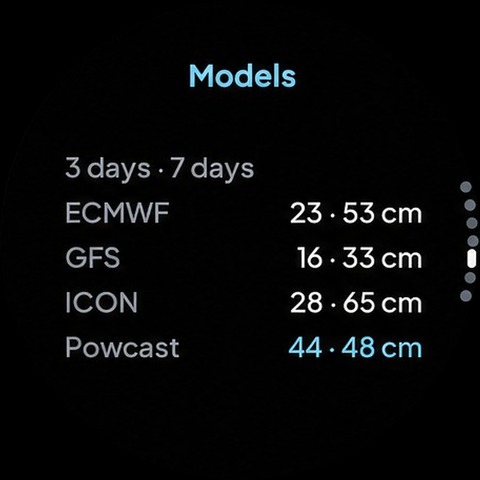 Models
3 days · 7 days
ECMWF 23 · 53 cm
GFS 16 · 33 cm
ICON 28 · 65 cm
Powcast 44 · 48 cm